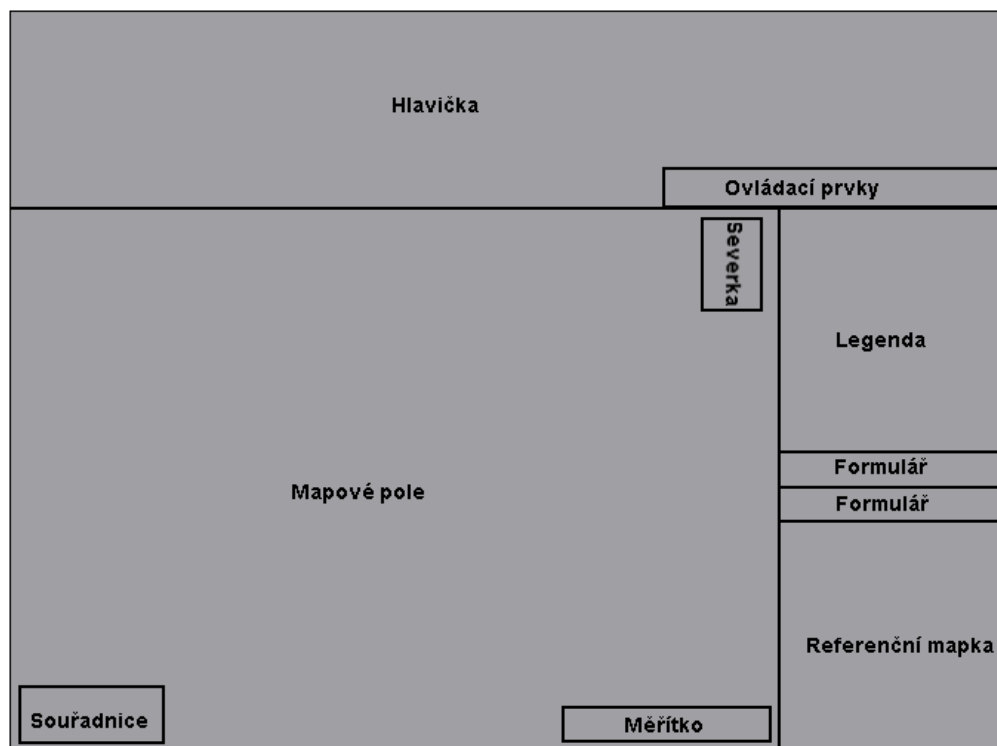 Hlavička
Ovládací prvky
Severka
Legenda
Formulář
Mapové pole
Formulář
Referenční mapka
Souřadnice
Měřítko